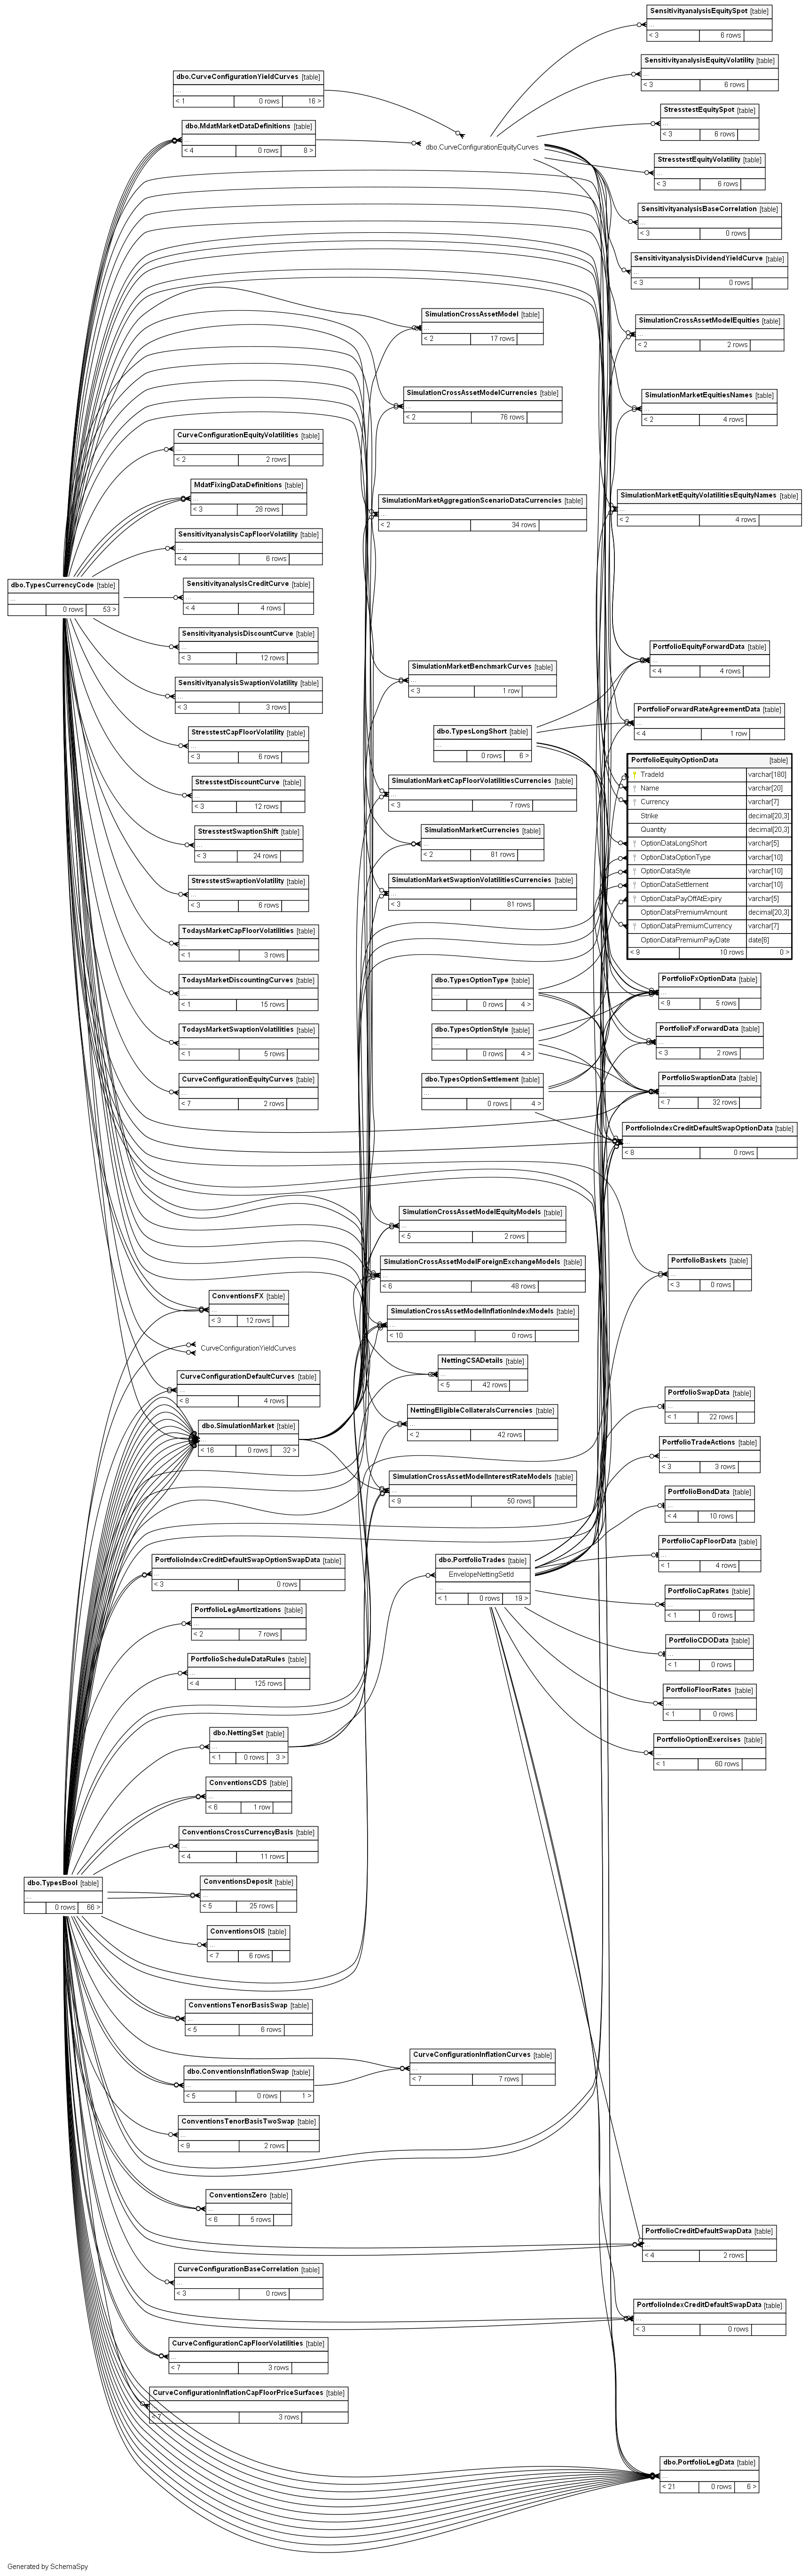 SensitivityanalysisEquitySpot [table]
...
< 3 6 rows
SensitivityanalysisEquityVolatility [table]
...
< 3 6 rows
dbo.CurveConfigurationYieldCurves [table]
...
< 1 0 rows 16 >
StresstestEquitySpot [table]
...
< 3 6 rows
dbo.MdatMarketDataDefinitions [table]
...
< 4 0 rows 8 >
dbo.CurveConfigurationEquityCurves
StresstestEquityVolatility [table]
...
< 3 6 rows
SensitivityanalysisBaseCorrelation [table]
...
< 3 0 rows
SensitivityanalysisDividendYieldCurve [table]
...
< 3 0 rows
SimulationCrossAssetModel [table]
...
< 2 17 rows
SimulationCrossAssetModelEquities [table]
...
< 2 2 rows
SimulationCrossAssetModelCurrencies [table]
...
< 2 76 rows
SimulationMarketEquitiesNames [table]
...
< 2 4 rows
CurveConfigurationEquityVolatilities [table]
...
< 2 2 rows
MdatFixingDataDefinitions [table]
...
< 3 28 rows
SimulationMarketAggregationScenarioDataCurrencies [table]
...
< 2 34 rows
SimulationMarketEquityVolatilitiesEquityNames [table]
...
< 2 4 rows
SensitivityanalysisCapFloorVolatility [table]
...
< 4 6 rows
dbo.TypesCurrencyCode [table]
...
0 rows 53 >
SensitivityanalysisCreditCurve [table]
...
< 4 4 rows
SensitivityanalysisDiscountCurve [table]
...
< 3 12 rows
PortfolioEquityForwardData [table]
...
< 4 4 rows
SensitivityanalysisSwaptionVolatility [table]
...
< 3 3 rows
SimulationMarketBenchmarkCurves [table]
...
< 3 1 row
PortfolioForwardRateAgreementData [table]
...
< 4 1 row
StresstestCapFloorVolatility [table]
...
< 3 6 rows
dbo.TypesLongShort [table]
...
0 rows 6 >
PortfolioEquityOptionData [table]
TradeId varchar[180]
Name varchar[20]
Currency varchar[7]
Strike decimal[20,3]
Quantity decimal[20,3]
OptionDataLongShort varchar[5]
OptionDataOptionType varchar[10]
OptionDataStyle varchar[10]
OptionDataSettlement varchar[10]
OptionDataPayOffAtExpiry varchar[5]
OptionDataPremiumAmount decimal[20,3]
OptionDataPremiumCurrency varchar[7]
OptionDataPremiumPayDate date[8]
< 9 10 rows 0 >
StresstestDiscountCurve [table]
...
< 3 12 rows
SimulationMarketCapFloorVolatilitiesCurrencies [table]
...
< 3 7 rows
StresstestSwaptionShift [table]
...
< 3 24 rows
SimulationMarketCurrencies [table]
...
< 2 81 rows
StresstestSwaptionVolatility [table]
...
< 3 6 rows
SimulationMarketSwaptionVolatilitiesCurrencies [table]
...
< 3 81 rows
TodaysMarketCapFloorVolatilities [table]
...
< 1 3 rows
TodaysMarketDiscountingCurves [table]
...
< 1 15 rows
dbo.TypesOptionType [table]
...
0 rows 4 >
PortfolioFxOptionData [table]
...
< 9 5 rows
TodaysMarketSwaptionVolatilities [table]
...
< 1 5 rows
dbo.TypesOptionStyle [table]
...
0 rows 4 >
PortfolioFxForwardData [table]
...
< 3 2 rows
CurveConfigurationEquityCurves [table]
...
< 7 2 rows
dbo.TypesOptionSettlement [table]
...
0 rows 4 >
PortfolioSwaptionData [table]
...
< 7 32 rows
PortfolioIndexCreditDefaultSwapOptionData [table]
...
< 8 0 rows
SimulationCrossAssetModelEquityModels [table]
...
< 5 2 rows
SimulationCrossAssetModelForeignExchangeModels [table]
...
< 6 48 rows
PortfolioBaskets [table]
...
< 3 0 rows
ConventionsFX [table]
...
< 3 12 rows
SimulationCrossAssetModelInflationIndexModels [table]
...
< 10 0 rows
CurveConfigurationYieldCurves
NettingCSADetails [table]
...
< 5 42 rows
CurveConfigurationDefaultCurves [table]
...
< 8 4 rows
PortfolioSwapData [table]
...
< 1 22 rows
dbo.SimulationMarket [table]
...
< 16 0 rows 32 >
NettingEligibleCollateralsCurrencies [table]
...
< 2 42 rows
PortfolioTradeActions [table]
...
< 3 3 rows
SimulationCrossAssetModelInterestRateModels [table]
...
< 9 50 rows
PortfolioBondData [table]
...
< 4 10 rows
PortfolioIndexCreditDefaultSwapOptionSwapData [table]
...
< 3 0 rows
dbo.PortfolioTrades [table]
EnvelopeNettingSetId
...
< 1 0 rows 19 >
PortfolioCapFloorData [table]
...
< 1 4 rows
PortfolioLegAmortizations [table]
...
< 2 7 rows
PortfolioCapRates [table]
...
< 1 0 rows
PortfolioScheduleDataRules [table]
...
< 4 125 rows
PortfolioCDOData [table]
...
< 1 0 rows
PortfolioFloorRates [table]
...
< 1 0 rows
dbo.NettingSet [table]
...
< 1 0 rows 3 >
PortfolioOptionExercises [table]
...
< 1 60 rows
ConventionsCDS [table]
...
< 6 1 row
ConventionsCrossCurrencyBasis [table]
...
< 4 11 rows
dbo.TypesBool [table]
...
0 rows 66 >
ConventionsDeposit [table]
...
< 5 25 rows
ConventionsOIS [table]
...
< 7 6 rows
ConventionsTenorBasisSwap [table]
...
< 5 6 rows
CurveConfigurationInflationCurves [table]
...
< 7 7 rows
dbo.ConventionsInflationSwap [table]
...
< 5 0 rows 1 >
ConventionsTenorBasisTwoSwap [table]
...
< 9 2 rows
ConventionsZero [table]
...
< 6 5 rows
PortfolioCreditDefaultSwapData [table]
...
< 4 2 rows
CurveConfigurationBaseCorrelation [table]
...
< 3 0 rows
PortfolioIndexCreditDefaultSwapData [table]
...
< 3 0 rows
CurveConfigurationCapFloorVolatilities [table]
...
< 7 3 rows
CurveConfigurationInflationCapFloorPriceSurfaces [table]
...
< 7 3 rows
dbo.PortfolioLegData [table]
...
< 21 0 rows 6 >
Generated by SchemaSpy